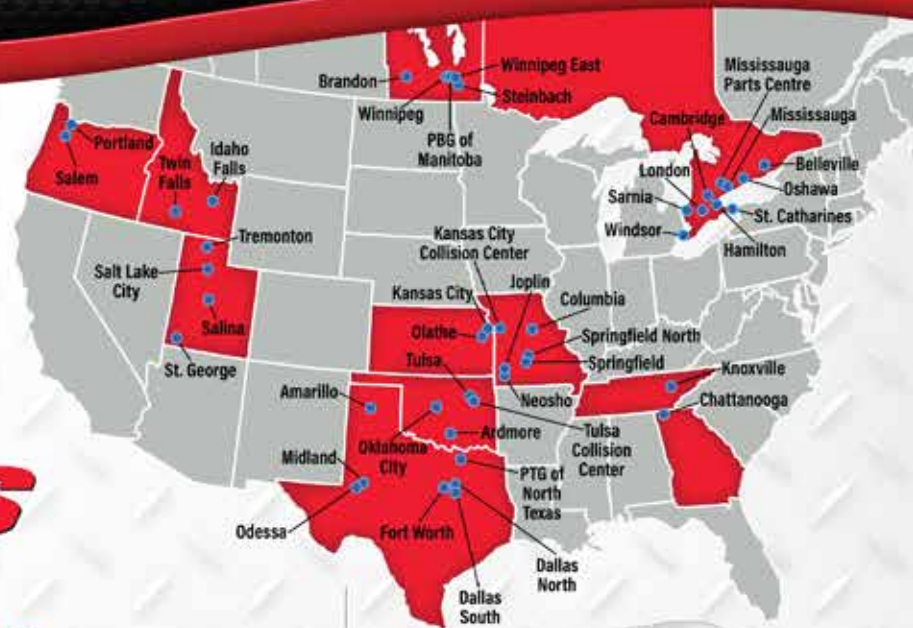 Brandon
Winnipeg East
Steinbach
Winnipeg
PBG of
Manitoba
Mississauga
Parts Centre
Cambridge
Mississauga
London
Belleville
Sarnia
Oshawa
St. Catharines
Windsor
Hamilton
Portland
Salem
Twin
Falls
Idaho
Falls
Tremonton
Salt Lake
City
Salina
St. George
Kansas City
Collision Center
Joplin
Kansas City
Columbia
Olathe
Springfield North
Tulsa
Springfield
Knoxville
Amarillo
Neosho
Chattanooga
Ardmore
Tulsa
Collision
Center
Oklahoma
City
Midland
PTG of
North
Texas
Odessa
Fort Worth
Dallas
North
Dallas
South